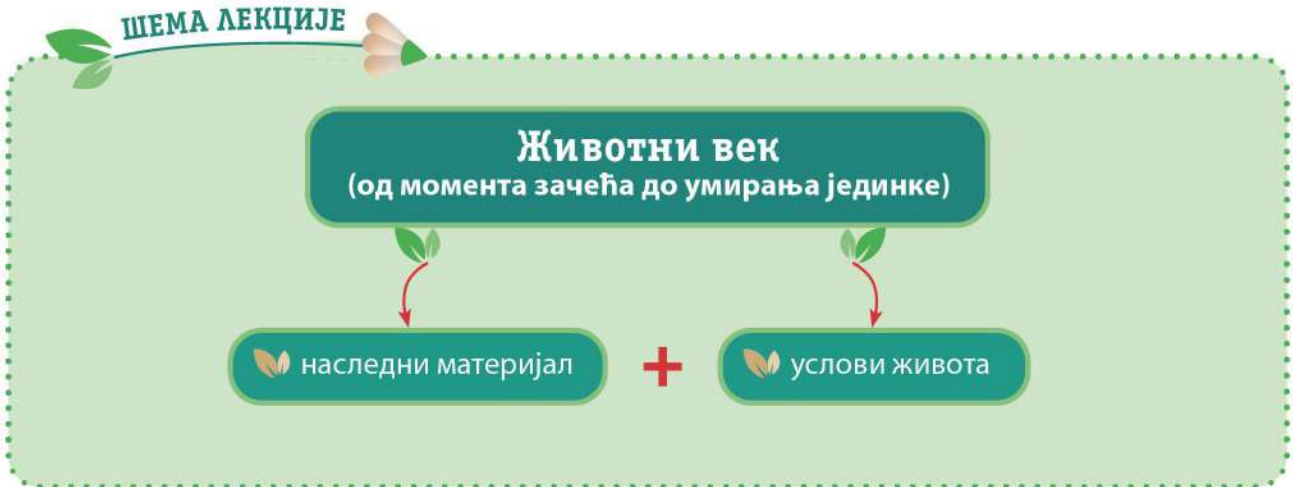 ШЕМА ЛЕКЦИЈЕ
Животни век
(од момента зачећа до умирања јединке)
наследни материјал
+
услови живота